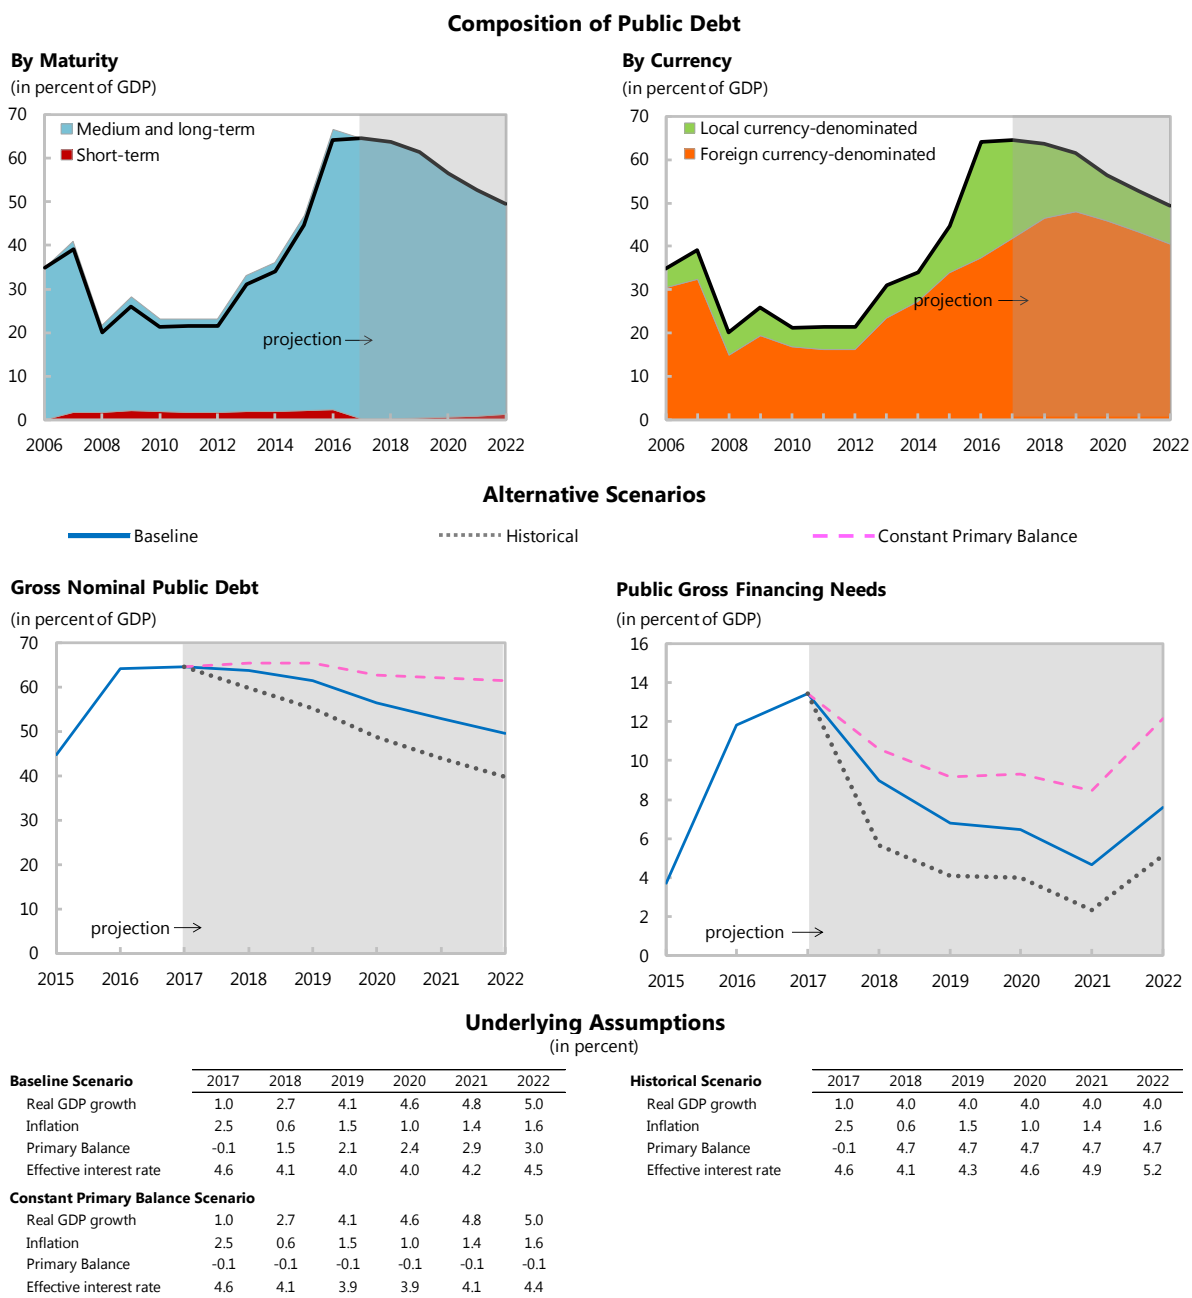 Composition of Public Debt
By Maturity
(in percent of GDP)
70
60
50
40
30
20
10
0
Medium and long-term
Short-term
projection
2006 2008 2010 2012 2014 2016 2018 2020 2022
By Currency
(in percent of GDP)
70
60
50
40
30
20
10
0
Local currency-denominated
Foreign currency-denominated
projection
2006 2008 2010 2012 2014 2016 2018 2020 2022
Alternative Scenarios
Baseline Historical Constant Primary Balance
Gross Nominal Public Debt
(in percent of GDP)
70
60
50
40
30
20
10
0
projection
2015 2016 2017 2018 2019 2020 2021 2022
Public Gross Financing Needs
(in percent of GDP)
16
14
12
10
8
6
4
2
0
projection
2015 2016 2017 2018 2019 2020 2021 2022
Underlying Assumptions
(in percent)
Baseline Scenario 2017 2018 2019 2020 2021 2022
Real GDP growth 1.0 2.7 4.1 4.6 4.8 5.0
Inflation 2.5 0.6 1.5 1.0 1.4 1.6
Primary Balance -0.1 1.5 2.1 2.4 2.9 3.0
Effective interest rate 4.6 4.1 4.0 4.0 4.2 4.5
Constant Primary Balance Scenario
Real GDP growth 1.0 2.7 4.1 4.6 4.8 5.0
Inflation 2.5 0.6 1.5 1.0 1.4 1.6
Primary Balance -0.1 -0.1 -0.1 -0.1 -0.1 -0.1
Effective interest rate 4.6 4.1 3.9 3.9 4.1 4.4
Historical Scenario 2017 2018 2019 2020 2021 2022
Real GDP growth 1.0 4.0 4.0 4.0 4.0 4.0
Inflation 2.5 0.6 1.5 1.0 1.4 1.6
Primary Balance -0.1 4.7 4.7 4.7 4.7 4.7
Effective interest rate 4.6 4.1 4.3 4.6 4.9 5.2